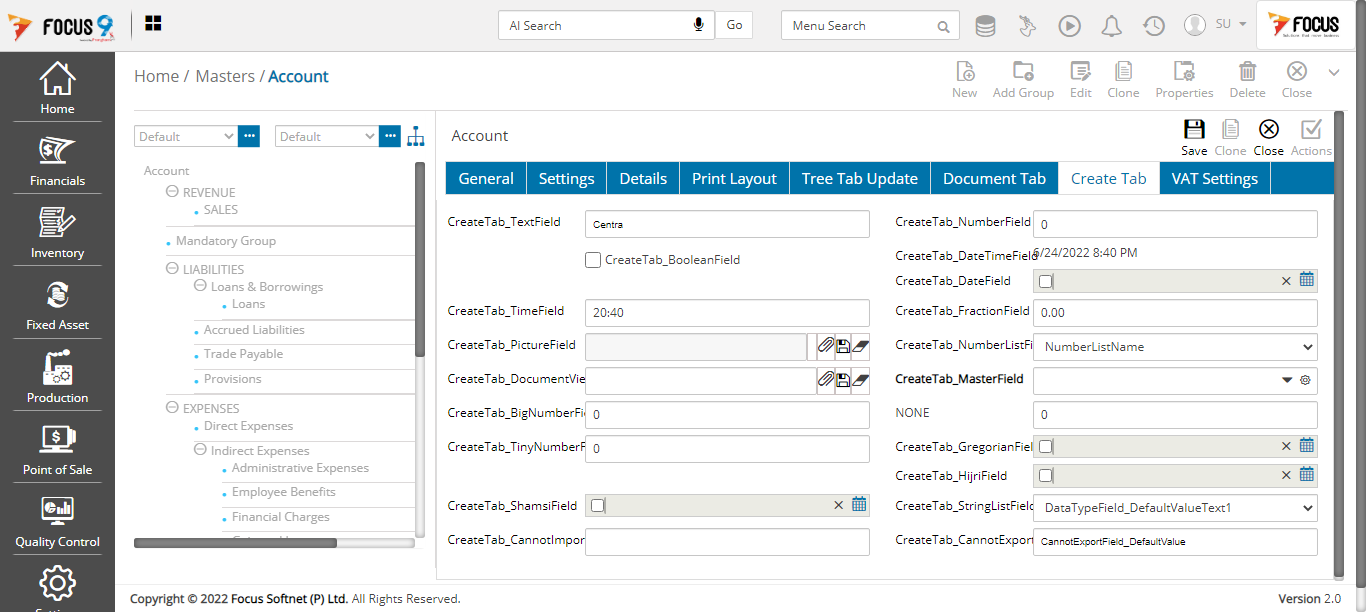 FOCUS 9
AI Search
Go
Menu Search
SU
FOCUS
Home / Masters / Account
New
Add Group
Edit
Clone
Properties
Delete
Close
Home
Financials
Inventory
Fixed Asset
Production
Point of Sale
Quality Control
Default
Default
Account
REVENUE
SALES
Mandatory Group
LIABILITIES
Loans & Borrowings
Loans
Accrued Liabilities
Trade Payable
Provisions
EXPENSES
Direct Expenses
Indirect Expenses
Administrative Expenses
Employee Benefits
Financial Charges
Account
Save
Clone
Close
Actions
General
Settings
Details
Print Layout
Tree Tab Update
Document Tab
Create Tab
VAT Settings
CreateTab_TextField
Centra
CreateTab_NumberField
0
CreateTab_BooleanField
CreateTab_DateTimeField
6/24/2022 8:40 PM
CreateTab_DateField
CreateTab_TimeField
20:40
CreateTab_FractionField
0.00
CreateTab_PictureField
CreateTab_NumberListFi
NumberListName
CreateTab_DocumentVie
CreateTab_MasterField
CreateTab_BigNumberFi
0
NONE
0
CreateTab_TinyNumberF
0
CreateTab_GregorianFiel
CreateTab_HijriField
CreateTab_ShamsiField
CreateTab_StringListField
DataTypeField_DefaultValueText1
CreateTab_CannotImpor
CreateTab_CannotExport
CannotExportField_DefaultValue
Copyright © 2022 Focus Softnet (P) Ltd. All Rights Reserved.
Version 2.0